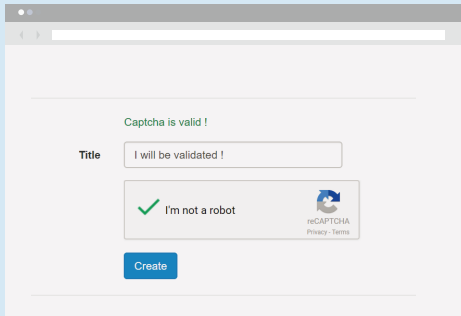 Captcha is valid !
Title
I will be validated !
I'm not a robot
reCAPTCHA
Privacy - Terms
Create